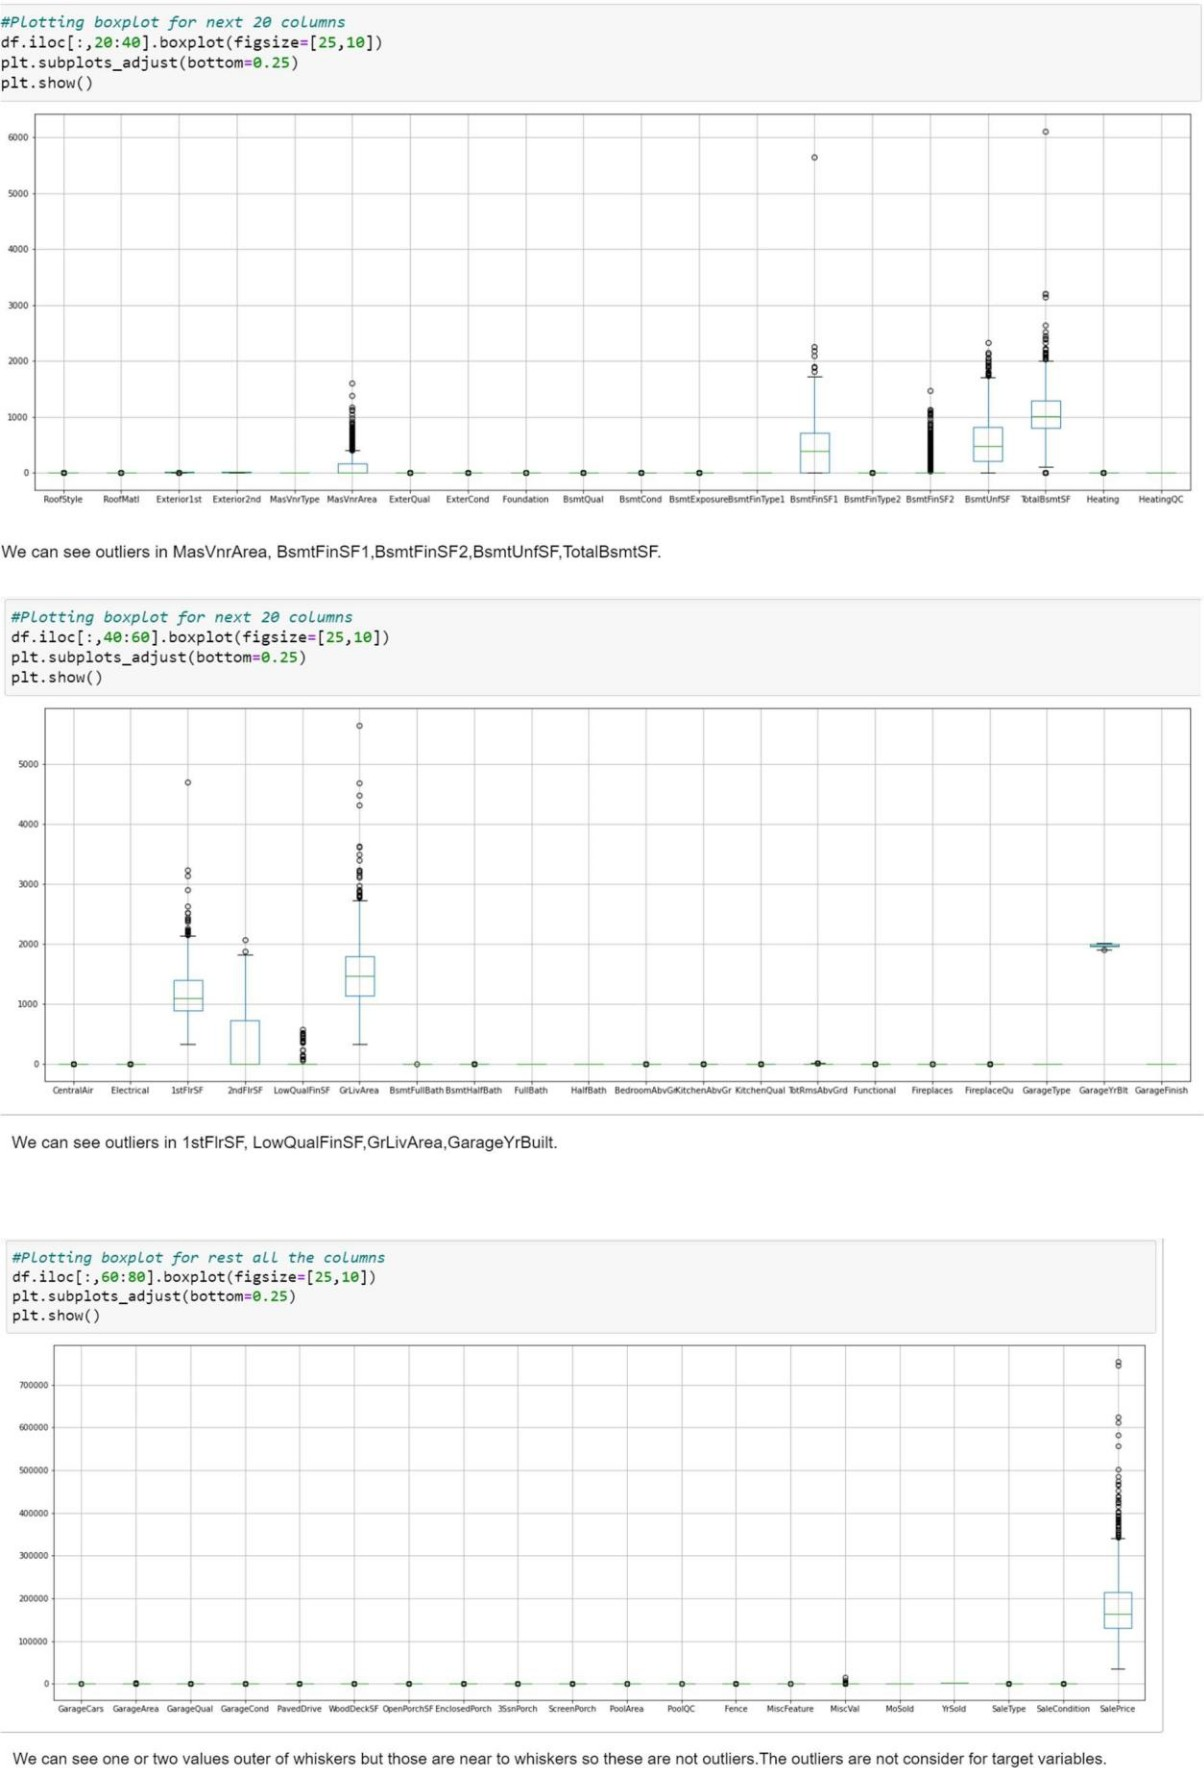 #Plotting boxplot for next 20 columns
df.iloc[:,20:40].boxplot(figsize=[25,10])
plt.subplots_adjust(bottom=0.25)
plt.show()
6000
5000
4000
3000
2000
1000
0
RoofStyle RoofMatl Exterior1st Exterior2nd MasVnrType MasVnrArea ExterQual ExterCond Foundation BsmtQual BsmtCond BsmtExposure BsmtFinType1 BsmtFinSF1 BsmtFinType2 BsmtFinSF2 BsmtUnfSF TotalBsmtSF Heating HeatingQC
We can see outliers in MasVnrArea, BsmtFinSF1,BsmtFinSF2,BsmtUnfSF,TotalBsmtSF.
#Plotting boxplot for next 20 columns
df.iloc[:,40:60].boxplot(figsize=[25,10])
plt.subplots_adjust(bottom=0.25)
plt.show()
5000
4000
3000
2000
1000
0
CentralAir Electrical 1stFlrSF 2ndFlrSF LowQualFinSF GrLivArea BsmtFullBath BsmtHalfBath FullBath HalfBath BedroomAbvGr KitchenAbvGr KitchenQual TotRmsAbvGrd Functional Fireplaces FireplaceQu GarageType GarageYrBlt GarageFinish
We can see outliers in 1stFlrSF, LowQualFinSF,GrLivArea,GarageYrBuilt.
#Plotting boxplot for rest all the columns
df.iloc[:,60:80].boxplot(figsize=[25,10])
plt.subplots_adjust(bottom=0.25)
plt.show()
700000
600000
500000
400000
300000
200000
100000
0
GarageCars GarageArea GarageQual GarageCond PavedDrive WoodDeckSF OpenPorchSF EnclosedPorch 3SsnPorch ScreenPorch PoolArea PoolQC Fence MiscFeature MiscVal MoSold YrSold SaleType SaleCondition SalePrice
We can see one or two values outer of whiskers but those are near to whiskers so these are not outliers.The outliers are not consider for target variables.